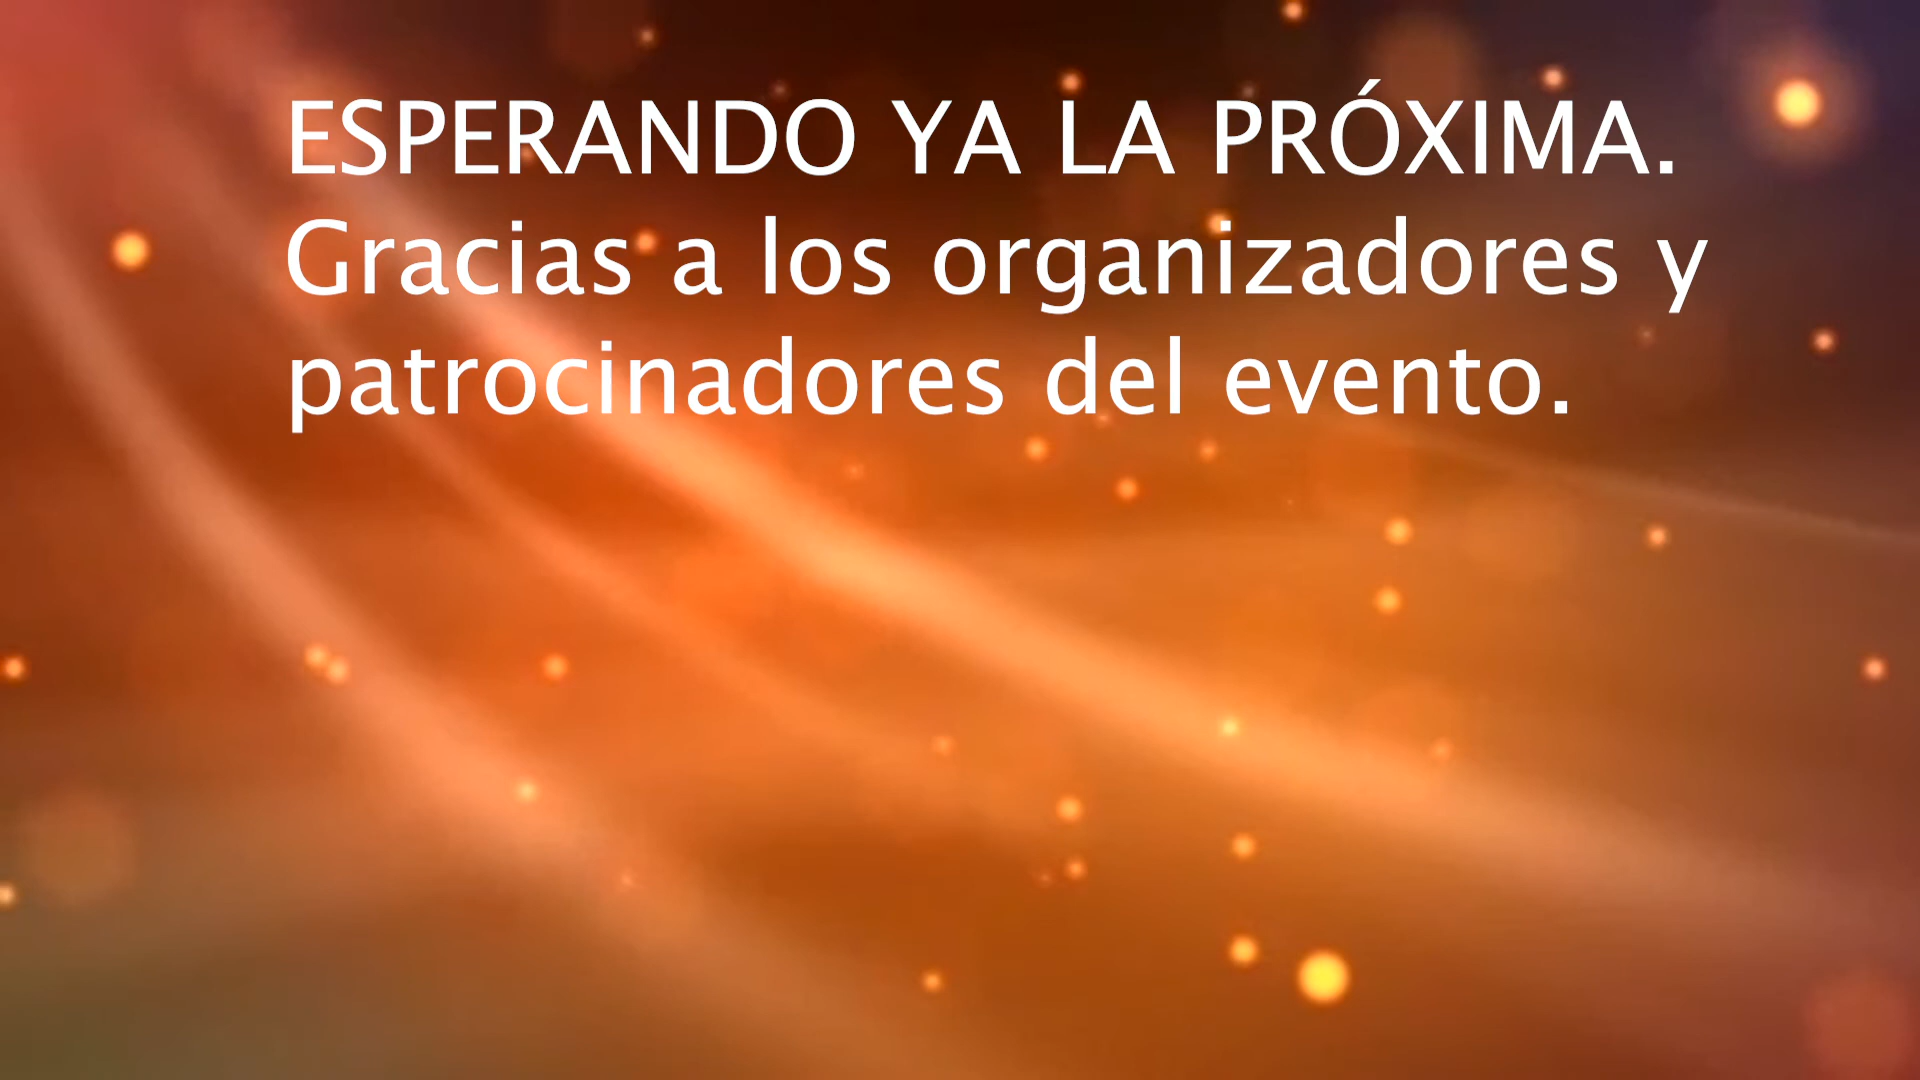 ESPERANDO YA LA PRÓXIMA.
Gracias a los organizadores y
patrocinadores del evento.